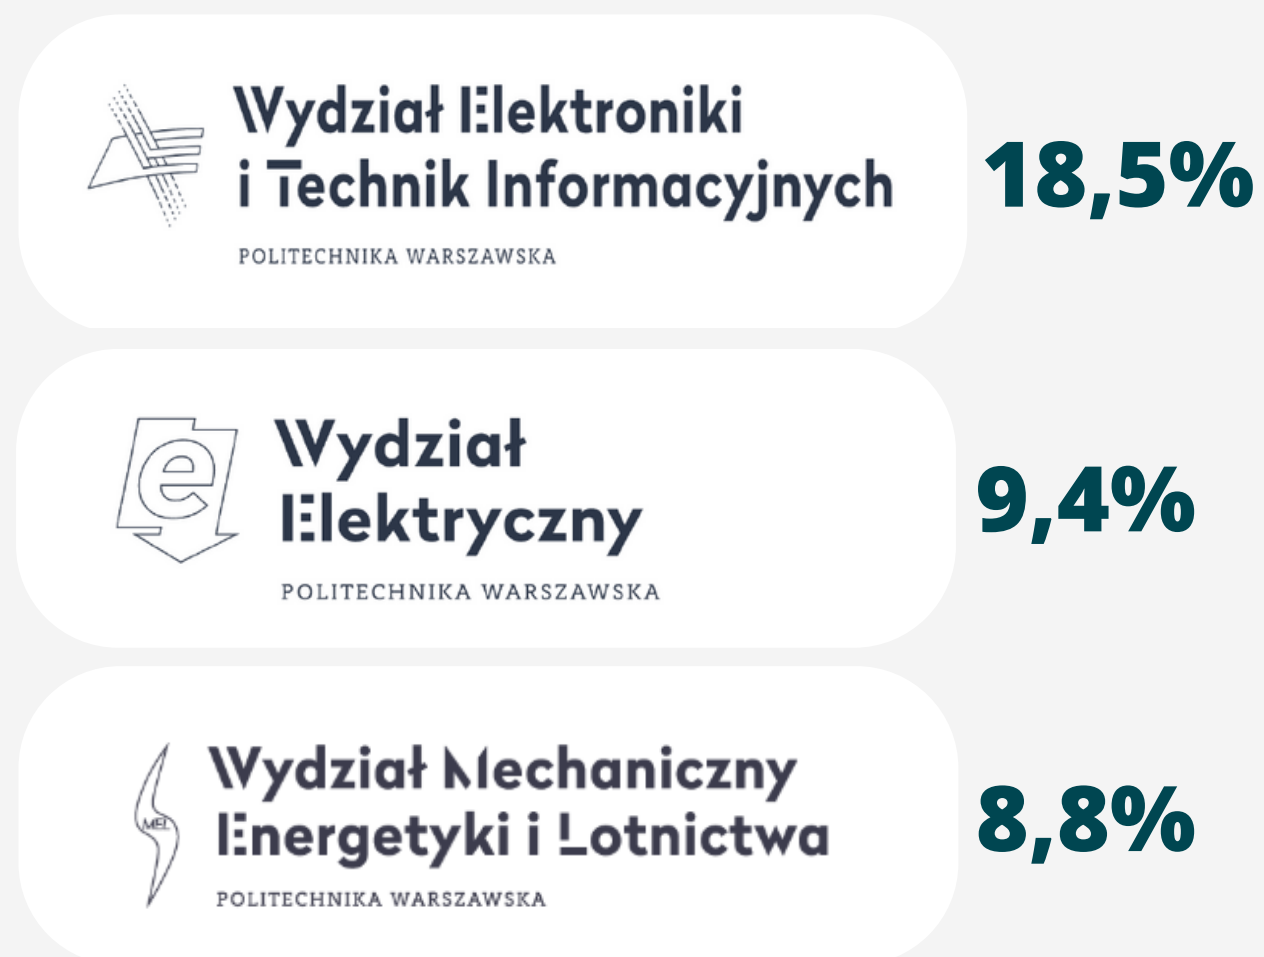 Wydział Elektroniki
i Technik Informacyjnych
POLITECHNIKA WARSZAWSKA
18,5%
e
Wydział
Elektryczny
POLITECHNIKA WARSZAWSKA
9,4%
MEL
Wydział Mechaniczny
Energetyki i Lotnictwa
POLITECHNIKA WARSZAWSKA
8,8%